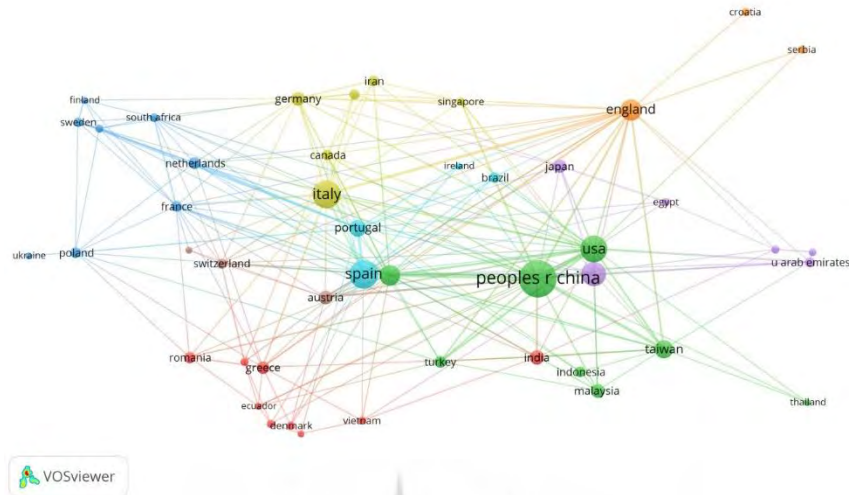 croatia
serbia
iran
germany
singapore
england
finland
south africa
sweden
canada
netherlands
ireland
brazil
japan
italy
egypt
france
portugal
usa
ukraine
poland
switzerland
spain
peoples r china
u arab emirates
austria
taiwan
romania
greece
turkey
india
indonesia
malaysia
ecuador
thailand
denmark
vietnam
VOSviewer